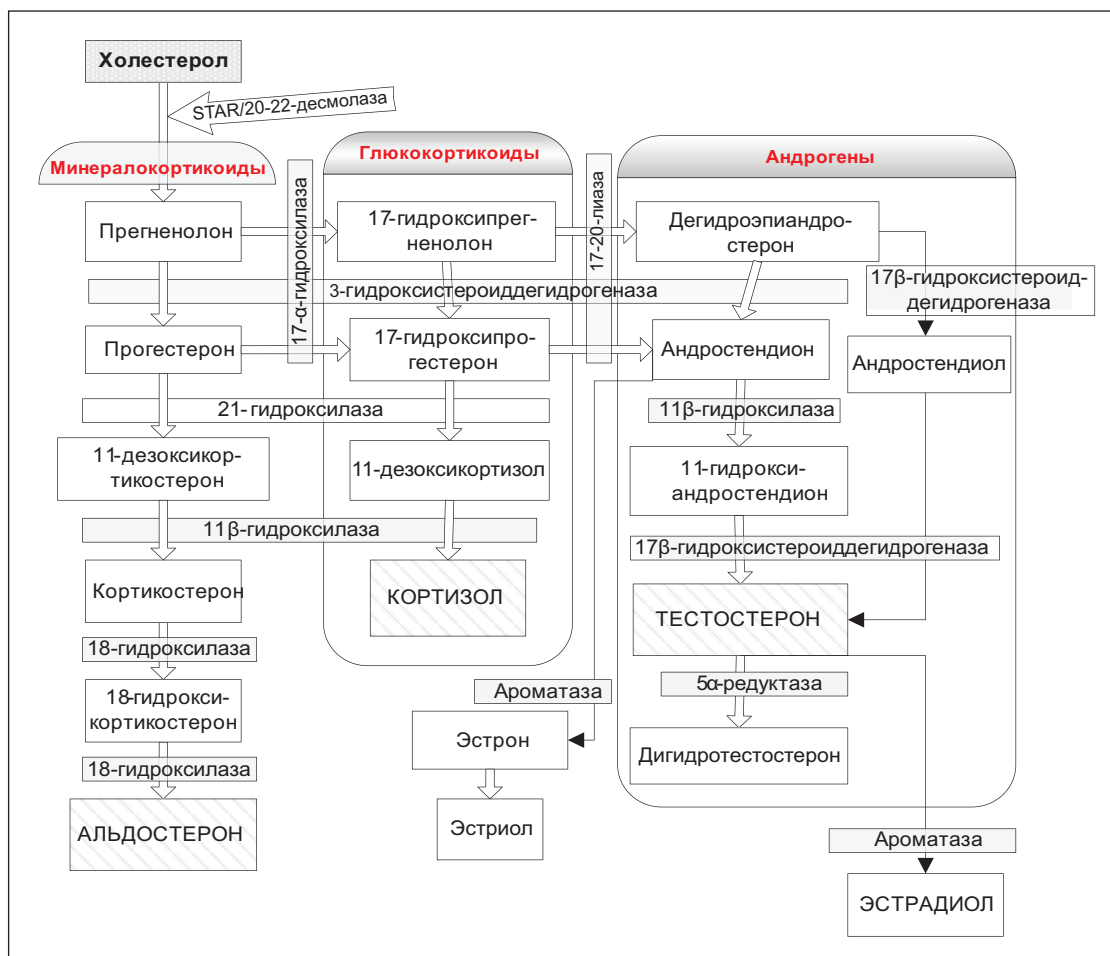 Холестерол
STAR/20-22-десмолаза
Минералокортикоиды
Глюкокортикоиды
Андрогены
Прегненолон
17-α-гидроксилаза
17-гидроксипрег-
ненолон
17-20-лиаза
Дегидроэпиандро-
стерон
17β-гидроксистероид-
дегидрогеназа
3-гидроксистероиддегидрогеназа
Прогестерон
17-гидроксипро-
гестерон
Андростендион
Андростендиол
21- гидроксилаза
11β-гидроксилаза
11-дезоксикор-
тикостерон
11-дезоксикортизол
11-гидрокси-
андростендион
11β-гидроксилаза
17β-гидроксистероиддегидрогеназа
Кортикостерон
КОРТИЗОЛ
ТЕСТОСТЕРОН
18-гидроксилаза
18-гидрокси-
кортикостерон
Ароматаза
5α-редуктаза
Эстрон
Дигидротестостерон
18-гидроксилаза
АЛЬДОСТЕРОН
Эстриол
Ароматаза
ЭСТРАДИОЛ